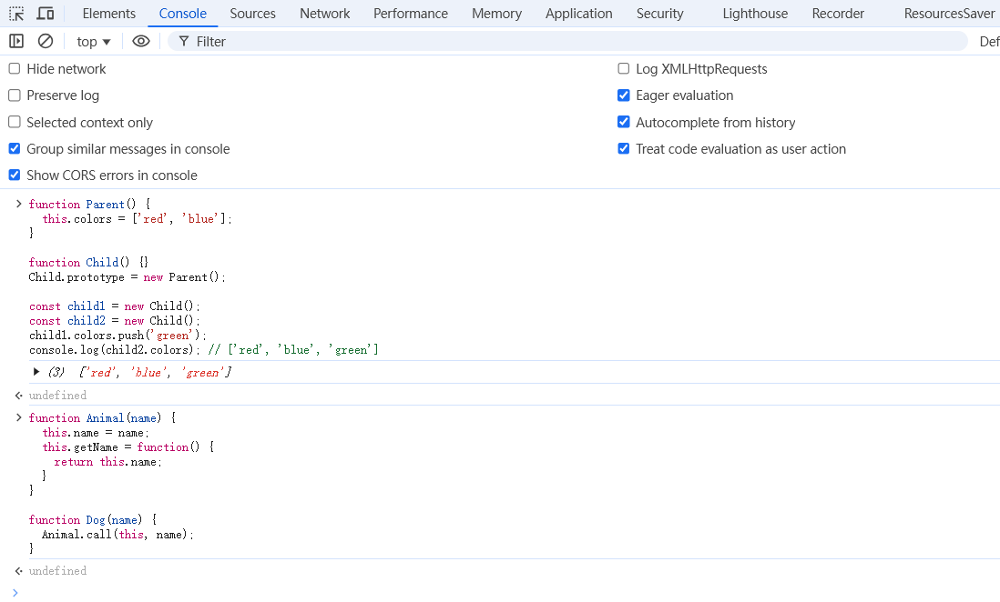 Elements Console Sources Network Performance Memory Application Security Lighthouse Recorder ResourcesSaver
top Filter Def
Hide network Log XMLHttpRequests
Preserve log Eager evaluation
Selected context only Autocomplete from history
Group similar messages in console Treat code evaluation as user action
Show CORS errors in console
function Parent() {
  this.colors = ['red', 'blue'];
}
function Child() {}
Child.prototype = new Parent();
const child1 = new Child();
const child2 = new Child();
child1.colors.push('green');
console.log(child2.colors); // ['red', 'blue', 'green']
(3) ['red', 'blue', 'green']
undefined
function Animal(name) {
  this.name = name;
  this.getName = function() {
    return this.name;
  }
}
function Dog(name) {
  Animal.call(this, name);
}
undefined